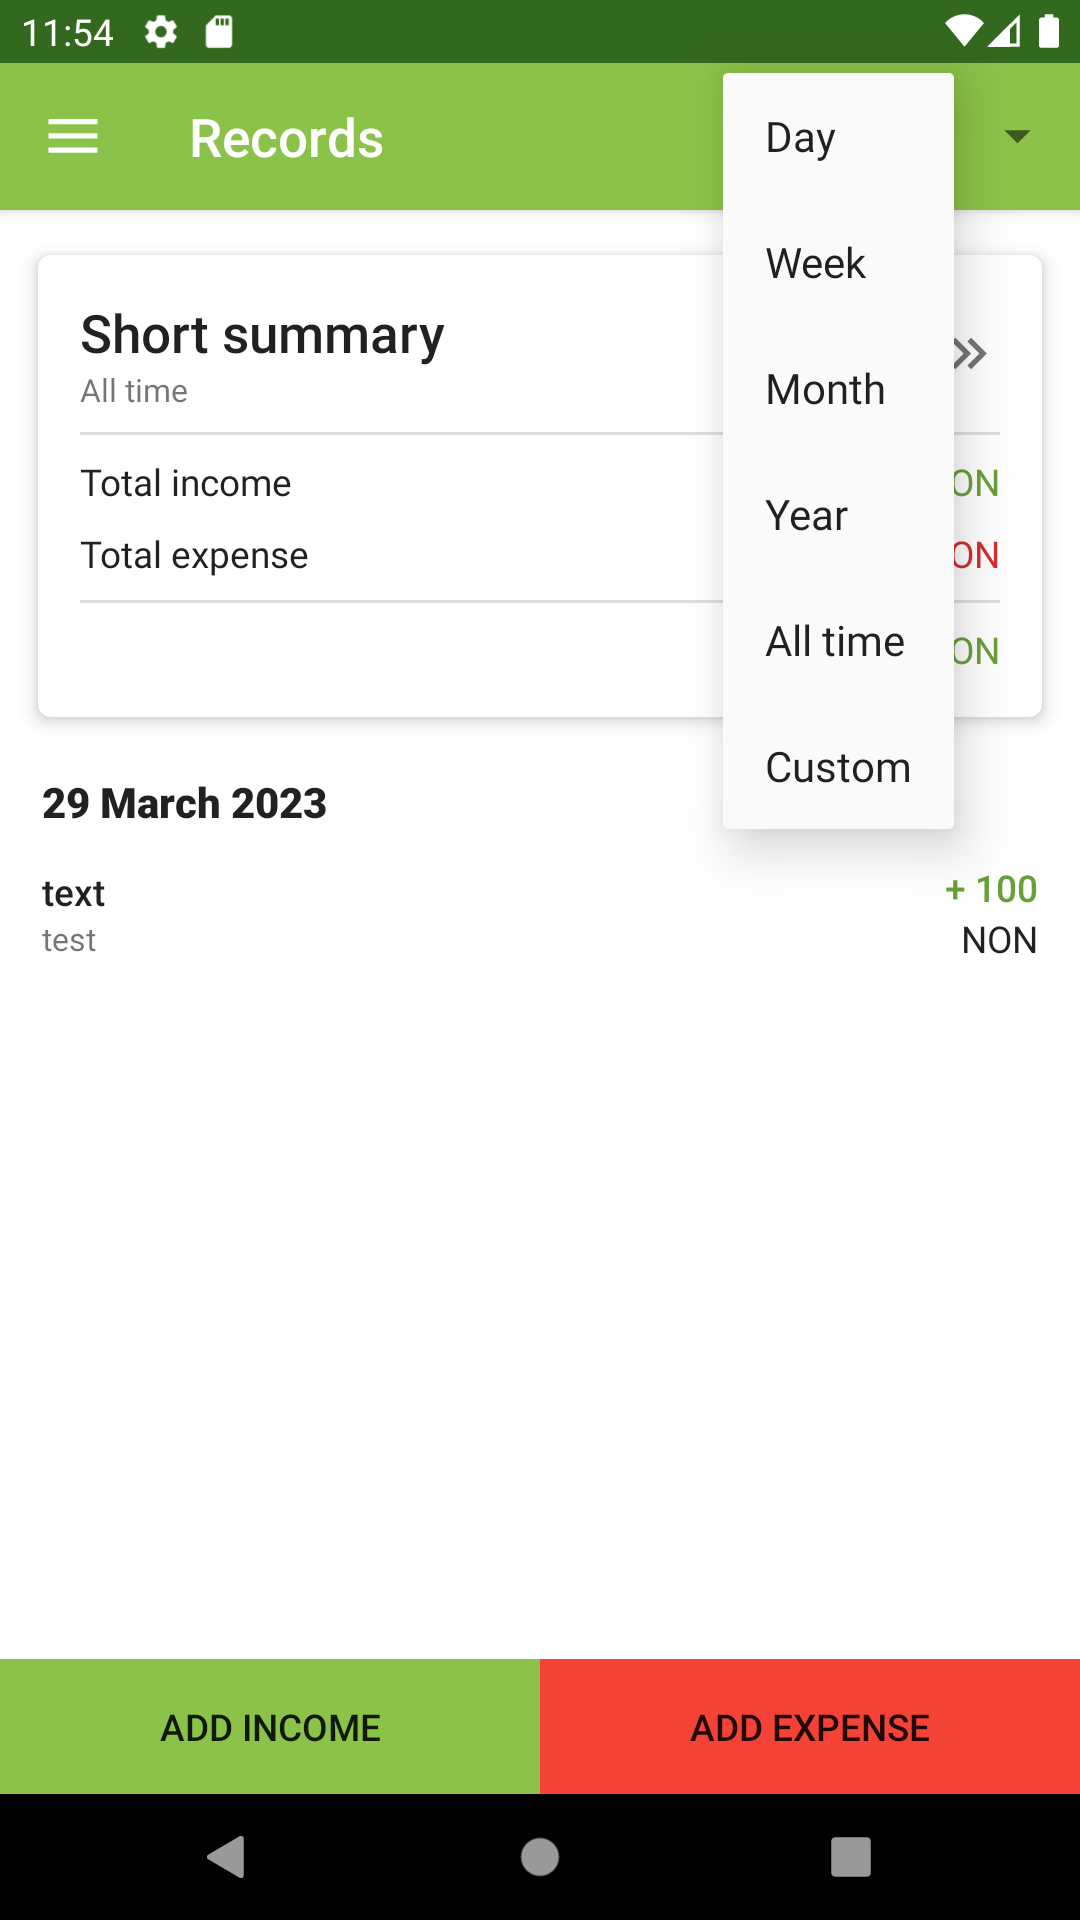 11:54
Records
Day
Week
Month
Year
All time
Custom
Short summary
All time
Total income
ON
Total expense
ON
ON
29 March 2023
text
+ 100
test
NON
ADD INCOME
ADD EXPENSE